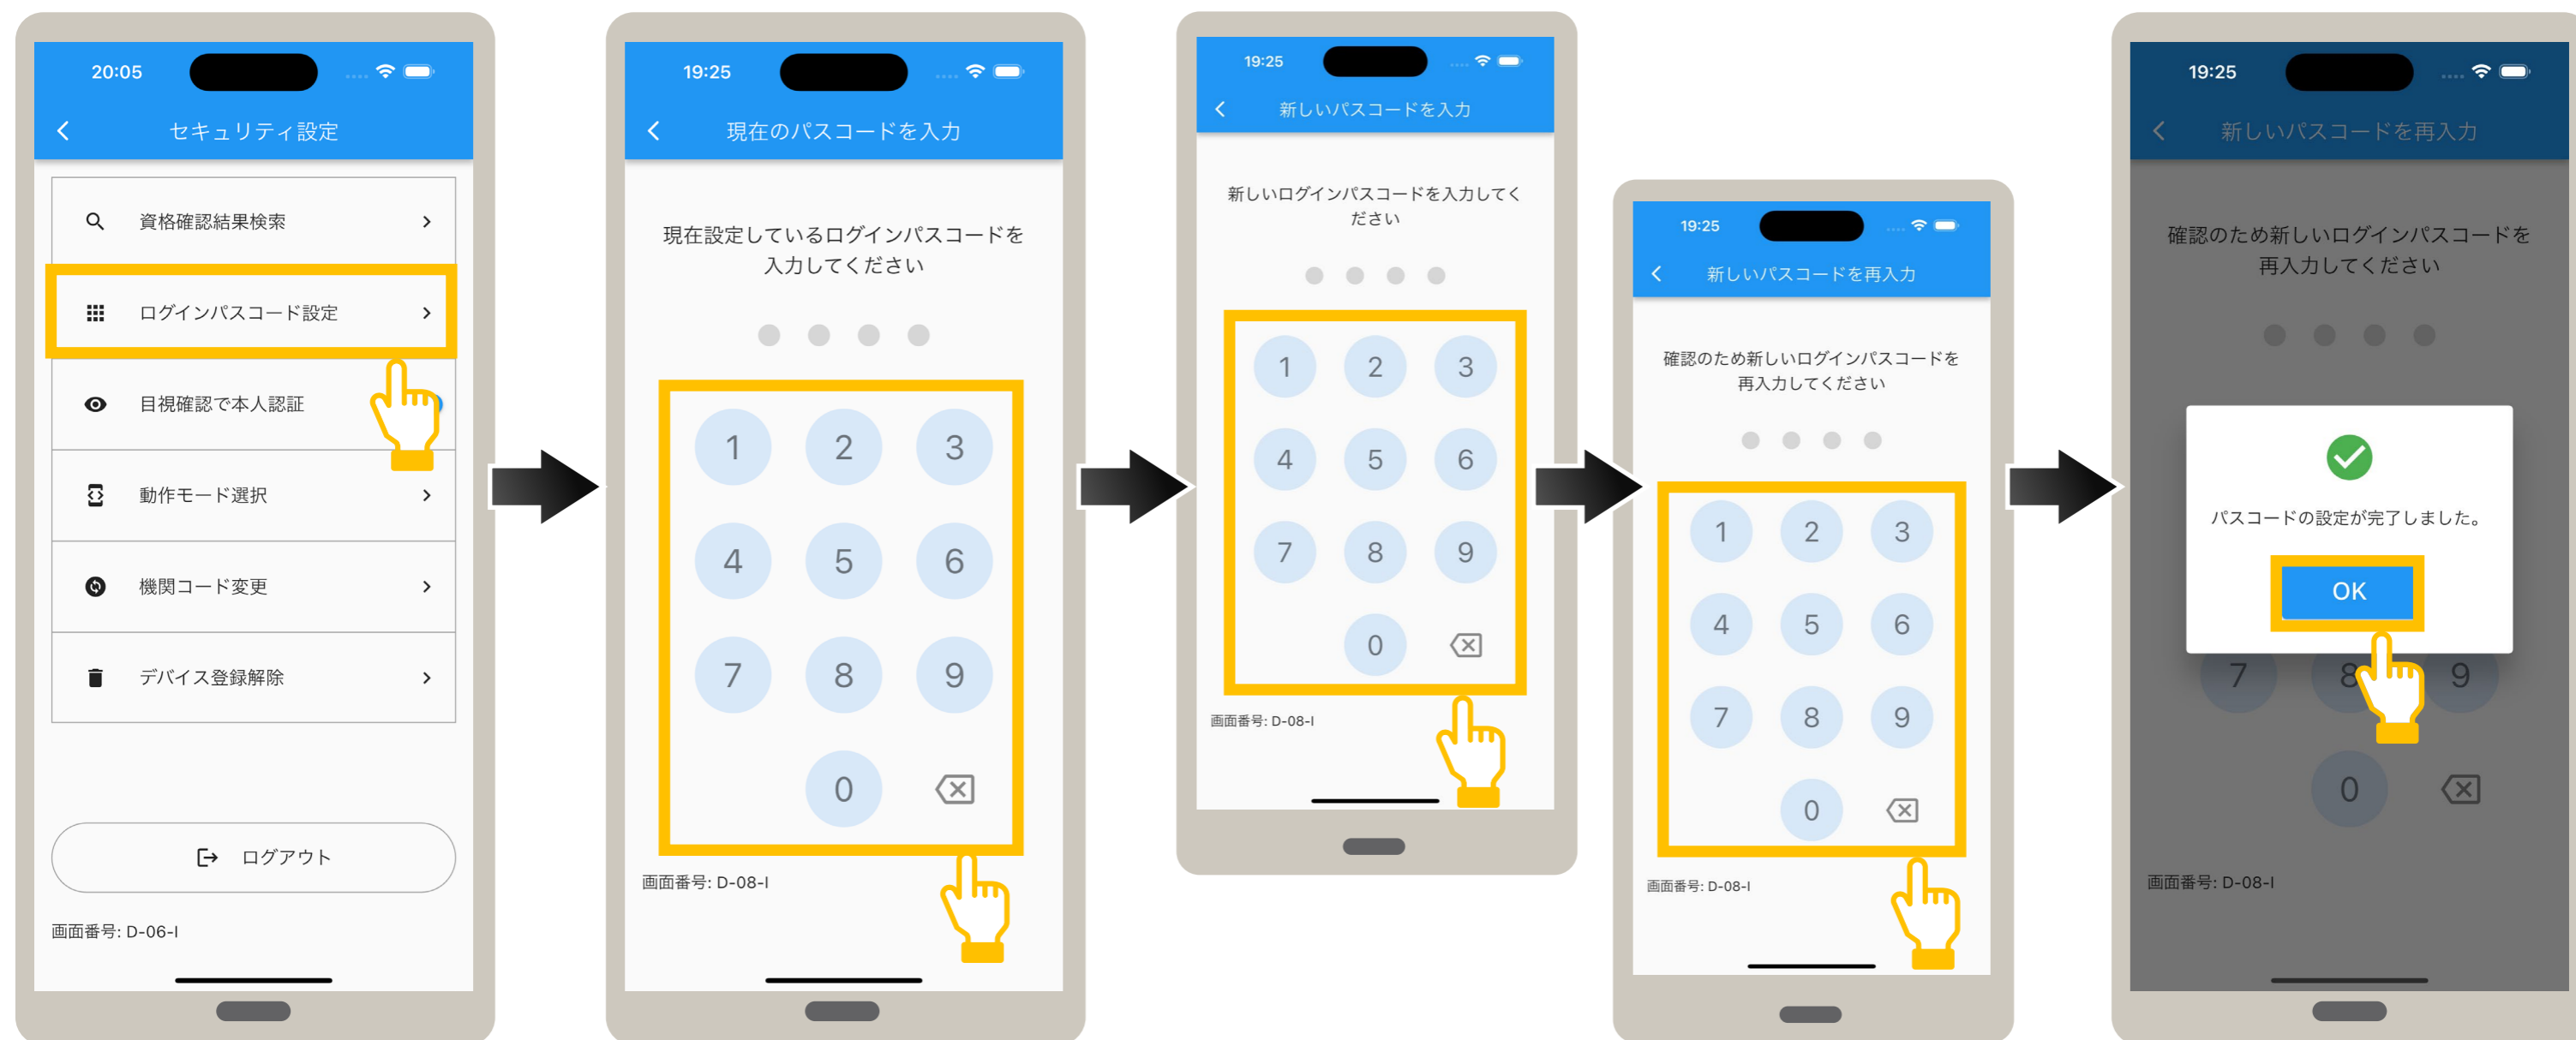 20:05
セキュリティ設定
資格確認結果検索
ログインパスコード設定
目視確認で本人認証
動作モード選択
機関コード変更
デバイス登録解除
ログアウト
画面番号: D-06-I
19:25
現在のパスコードを入力
現在設定しているログインパスコードを
入力してください
1 2 3
4 5 6
7 8 9
0
画面番号: D-08-I
19:25
新しいパスコードを入力
新しいログインパスコードを入力してく
ださい
1 2 3
4 5 6
7 8 9
0
画面番号: D-08-I
19:25
新しいパスコードを再入力
確認のため新しいログインパスコードを
再入力してください
1 2 3
4 5 6
7 8 9
0
画面番号: D-08-I
19:25
新しいパスコードを再入力
確認のため新しいログインパスコードを
再入力してください
パスコードの設定が完了しました。
OK
7 8 9
0
画面番号: D-08-I